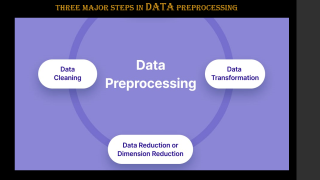 THREE MAJOR STEPS IN DATA PREPROCESSING
Data
Preprocessing
Data
Cleaning
Data
Transformation
Data Reduction or
Dimension Reduction